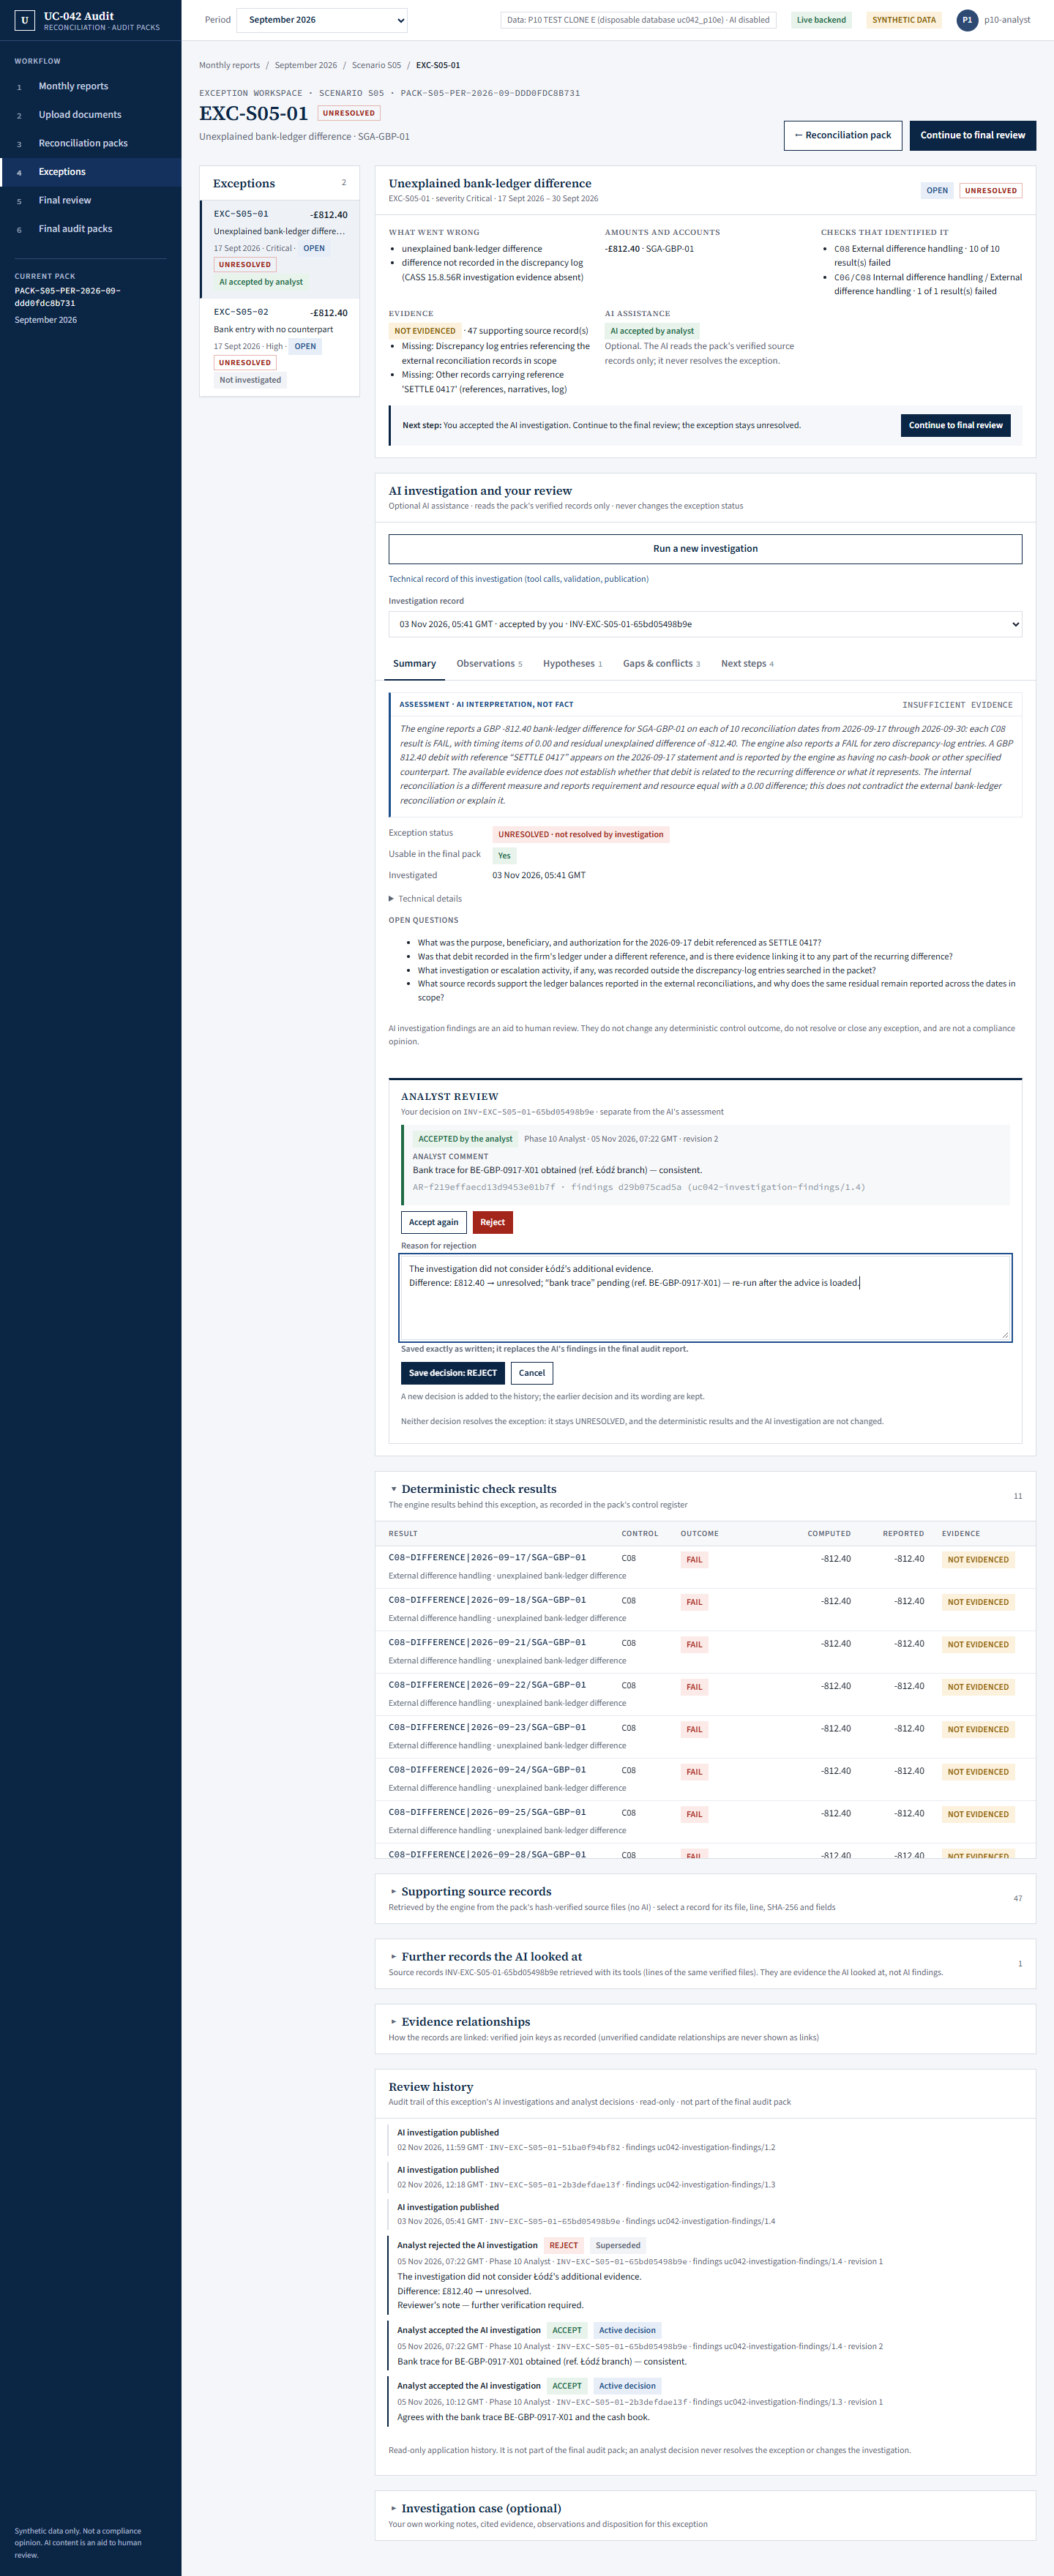 U
UC-042 Audit
RECONCILIATION · AUDIT PACKS
WORKFLOW
1 Monthly reports
2 Upload documents
3 Reconciliation packs
4 Exceptions
5 Final review
6 Final audit packs
CURRENT PACK
PACK-S05-PER-2026-09-
ddd0fdc8b731
September 2026
Synthetic data only. Not a compliance
opinion. AI content is an aid to human
review.
Period September 2026
Data: P10 TEST CLONE E (disposable database uc042_p10e) · AI disabled
Live backend
SYNTHETIC DATA
P1 p10-analyst
Monthly reports / September 2026 / Scenario S05 / EXC-S05-01
EXCEPTION WORKSPACE · SCENARIO S05 · PACK-S05-PER-2026-09-DDD0FDC8B731
EXC-S05-01 UNRESOLVED
Unexplained bank-ledger difference · SGA-GBP-01
← Reconciliation pack
Continue to final review
Exceptions 2
EXC-S05-01 -£812.40
Unexplained bank-ledger differe…
17 Sept 2026 · Critical · OPEN
UNRESOLVED
AI accepted by analyst
EXC-S05-02 -£812.40
Bank entry with no counterpart
17 Sept 2026 · High · OPEN
UNRESOLVED
Not investigated
Unexplained bank-ledger difference
EXC-S05-01 · severity Critical · 17 Sept 2026 – 30 Sept 2026
OPEN UNRESOLVED
WHAT WENT WRONG
unexplained bank-ledger difference
difference not recorded in the discrepancy log
(CASS 15.8.56R investigation evidence absent)
AMOUNTS AND ACCOUNTS
-£812.40 · SGA-GBP-01
CHECKS THAT IDENTIFIED IT
C08 External difference handling · 10 of 10
result(s) failed
C06/C08 Internal difference handling / External
difference handling · 1 of 1 result(s) failed
EVIDENCE
NOT EVIDENCED · 47 supporting source record(s)
Missing: Discrepancy log entries referencing the
external reconciliation records in scope
Missing: Other records carrying reference
'SETTLE 0417' (references, narratives, log)
AI ASSISTANCE
AI accepted by analyst
Optional. The AI reads the pack's verified source
records only; it never resolves the exception.
Next step: You accepted the AI investigation. Continue to the final review; the exception stays unresolved.
Continue to final review
AI investigation and your review
Optional AI assistance · reads the pack's verified records only · never changes the exception status
Run a new investigation
Technical record of this investigation (tool calls, validation, publication)
Investigation record
03 Nov 2026, 05:41 GMT · accepted by you · INV-EXC-S05-01-65bd05498b9e
Summary Observations 5 Hypotheses 1 Gaps & conflicts 3 Next steps 4
ASSESSMENT · AI INTERPRETATION, NOT FACT INSUFFICIENT EVIDENCE
The engine reports a GBP -812.40 bank-ledger difference for SGA-GBP-01 on each of 10 reconciliation dates from 2026-09-17 through 2026-09-30: each C08
result is FAIL, with timing items of 0.00 and residual unexplained difference of -812.40. The engine also reports a FAIL for zero discrepancy-log entries. A GBP
812.40 debit with reference “SETTLE 0417” appears on the 2026-09-17 statement and is reported by the engine as having no cash-book or other specified
counterpart. The available evidence does not establish whether that debit is related to the recurring difference or what it represents. The internal
reconciliation is a different measure and reports requirement and resource equal with a 0.00 difference; this does not contradict the external bank-ledger
reconciliation or explain it.
Exception status UNRESOLVED · not resolved by investigation
Usable in the final pack Yes
Investigated 03 Nov 2026, 05:41 GMT
Technical details
OPEN QUESTIONS
What was the purpose, beneficiary, and authorization for the 2026-09-17 debit referenced as SETTLE 0417?
Was that debit recorded in the firm's ledger under a different reference, and is there evidence linking it to any part of the recurring difference?
What investigation or escalation activity, if any, was recorded outside the discrepancy-log entries searched in the packet?
What source records support the ledger balances reported in the external reconciliations, and why does the same residual remain reported across the dates in
scope?
AI investigation findings are an aid to human review. They do not change any deterministic control outcome, do not resolve or close any exception, and are not a compliance
opinion.
ANALYST REVIEW
Your decision on INV-EXC-S05-01-65bd05498b9e · separate from the AI's assessment
ACCEPTED by the analyst Phase 10 Analyst · 05 Nov 2026, 07:22 GMT · revision 2
ANALYST COMMENT
Bank trace for BE-GBP-0917-X01 obtained (ref. Łódź branch) — consistent.
AR-f219effaecd13d9453e01b7f · findings d29b075cad5a (uc042-investigation-findings/1.4)
Accept again Reject
Reason for rejection
The investigation did not consider Łódź's additional evidence.
Difference: £812.40 → unresolved; “bank trace” pending (ref. BE-GBP-0917-X01) — re-run after the advice is loaded.
Saved exactly as written; it replaces the AI's findings in the final audit report.
Save decision: REJECT Cancel
A new decision is added to the history; the earlier decision and its wording are kept.
Neither decision resolves the exception: it stays UNRESOLVED, and the deterministic results and the AI investigation are not changed.
Deterministic check results 11
The engine results behind this exception, as recorded in the pack's control register
RESULT CONTROL OUTCOME COMPUTED REPORTED EVIDENCE
C08-DIFFERENCE|2026-09-17/SGA-GBP-01 C08 FAIL -812.40 -812.40 NOT EVIDENCED
External difference handling · unexplained bank-ledger difference
C08-DIFFERENCE|2026-09-18/SGA-GBP-01 C08 FAIL -812.40 -812.40 NOT EVIDENCED
External difference handling · unexplained bank-ledger difference
C08-DIFFERENCE|2026-09-21/SGA-GBP-01 C08 FAIL -812.40 -812.40 NOT EVIDENCED
External difference handling · unexplained bank-ledger difference
C08-DIFFERENCE|2026-09-22/SGA-GBP-01 C08 FAIL -812.40 -812.40 NOT EVIDENCED
External difference handling · unexplained bank-ledger difference
C08-DIFFERENCE|2026-09-23/SGA-GBP-01 C08 FAIL -812.40 -812.40 NOT EVIDENCED
External difference handling · unexplained bank-ledger difference
C08-DIFFERENCE|2026-09-24/SGA-GBP-01 C08 FAIL -812.40 -812.40 NOT EVIDENCED
External difference handling · unexplained bank-ledger difference
C08-DIFFERENCE|2026-09-25/SGA-GBP-01 C08 FAIL -812.40 -812.40 NOT EVIDENCED
External difference handling · unexplained bank-ledger difference
C08-DIFFERENCE|2026-09-28/SGA-GBP-01 C08 FAIL -812.40 -812.40 NOT EVIDENCED
Supporting source records 47
Retrieved by the engine from the pack's hash-verified source files (no AI) · select a record for its file, line, SHA-256 and fields
Further records the AI looked at 1
Source records INV-EXC-S05-01-65bd05498b9e retrieved with its tools (lines of the same verified files). They are evidence the AI looked at, not AI findings.
Evidence relationships
How the records are linked: verified join keys as recorded (unverified candidate relationships are never shown as links)
Review history
Audit trail of this exception's AI investigations and analyst decisions · read-only · not part of the final audit pack
AI investigation published
02 Nov 2026, 11:59 GMT · INV-EXC-S05-01-51ba0f94bf82 · findings uc042-investigation-findings/1.2
AI investigation published
02 Nov 2026, 12:18 GMT · INV-EXC-S05-01-2b3defdae13f · findings uc042-investigation-findings/1.3
AI investigation published
03 Nov 2026, 05:41 GMT · INV-EXC-S05-01-65bd05498b9e · findings uc042-investigation-findings/1.4
Analyst rejected the AI investigation REJECT Superseded
05 Nov 2026, 07:22 GMT · Phase 10 Analyst · INV-EXC-S05-01-65bd05498b9e · findings uc042-investigation-findings/1.4 · revision 1
The investigation did not consider Łódź's additional evidence.
Difference: £812.40 → unresolved.
Reviewer's note — further verification required.
Analyst accepted the AI investigation ACCEPT Active decision
05 Nov 2026, 07:22 GMT · Phase 10 Analyst · INV-EXC-S05-01-65bd05498b9e · findings uc042-investigation-findings/1.4 · revision 2
Bank trace for BE-GBP-0917-X01 obtained (ref. Łódź branch) — consistent.
Analyst accepted the AI investigation ACCEPT Active decision
05 Nov 2026, 10:12 GMT · Phase 10 Analyst · INV-EXC-S05-01-2b3defdae13f · findings uc042-investigation-findings/1.3 · revision 1
Agrees with the bank trace BE-GBP-0917-X01 and the cash book.
Read-only application history. It is not part of the final audit pack; an analyst decision never resolves the exception or changes the investigation.
Investigation case (optional)
Your own working notes, cited evidence, observations and disposition for this exception